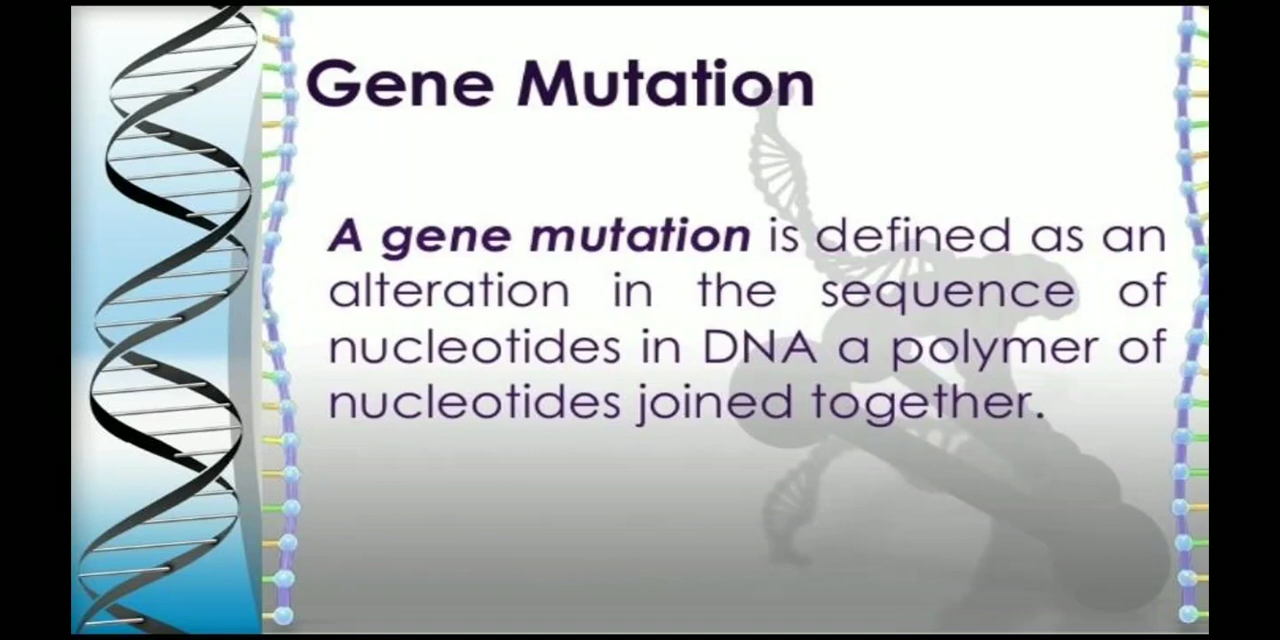 Gene Mutation
A gene mutation is defined as an
alteration in the sequence of
nucleotides in DNA a polymer of
nucleotides joined together.